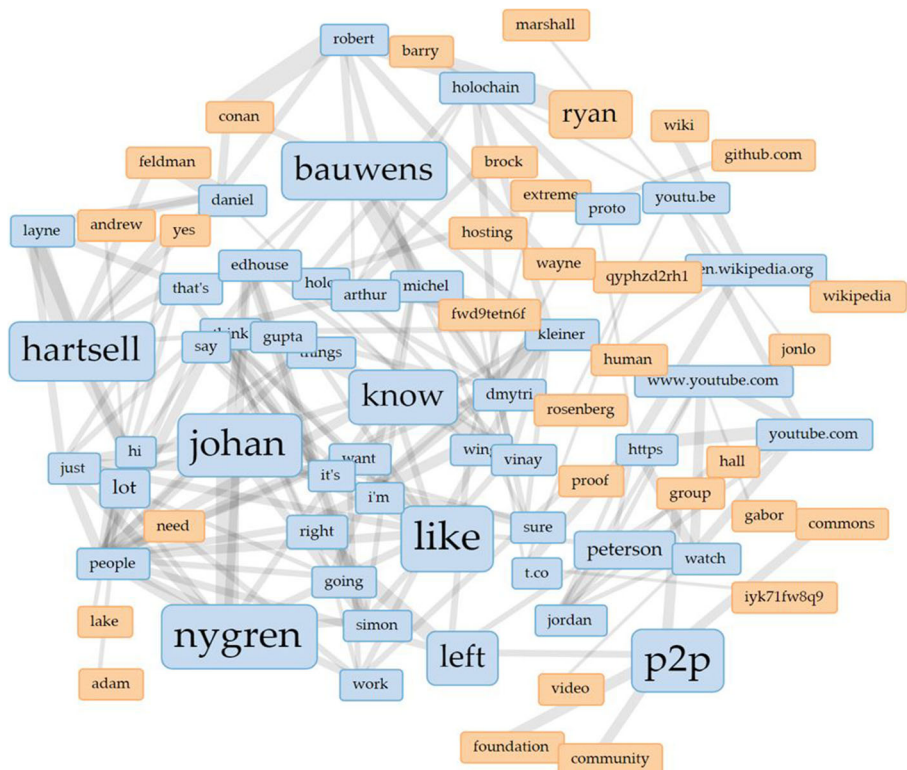 marshall
robert
barry
holochain
ryan
conan
wiki
github.com
feldman
bauwens
brock
extreme
proto
youtu.be
daniel
layne
andrew
yes
hosting
edhouse
wayne
qyphzd2rh1
en.wikipedia.org
that's
holo
arthur
michel
wikipedia
fwd9tetn6f
think
say
gupta
things
kleiner
hartsell
human
jonlo
www.youtube.com
know
dmytri
rosenberg
johan
youtube.com
hi
want
wing
vinay
https
hall
just
lot
it's
i'm
proof
group
need
right
like
sure
gabor
commons
people
going
t.co
peterson
watch
iyk71fw8q9
lake
nygren
simon
jordan
left
p2p
adam
work
video
foundation
community